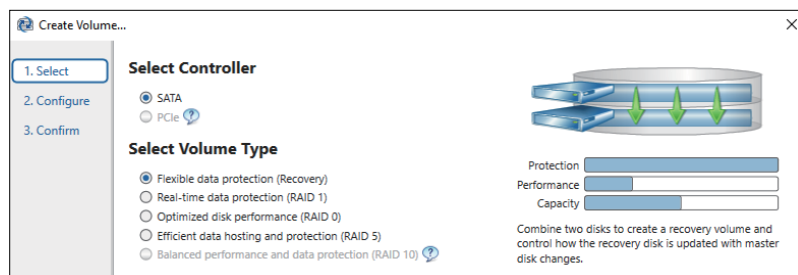 Create Volume...
1. Select
2. Configure
3. Confirm
Select Controller
SATA
PCIe
Select Volume Type
Flexible data protection (Recovery)
Real-time data protection (RAID 1)
Optimized disk performance (RAID 0)
Efficient data hosting and protection (RAID 5)
Balanced performance and data protection (RAID 10)
Protection
Performance
Capacity
Combine two disks to create a recovery volume and
control how the recovery disk is updated with master
disk changes.